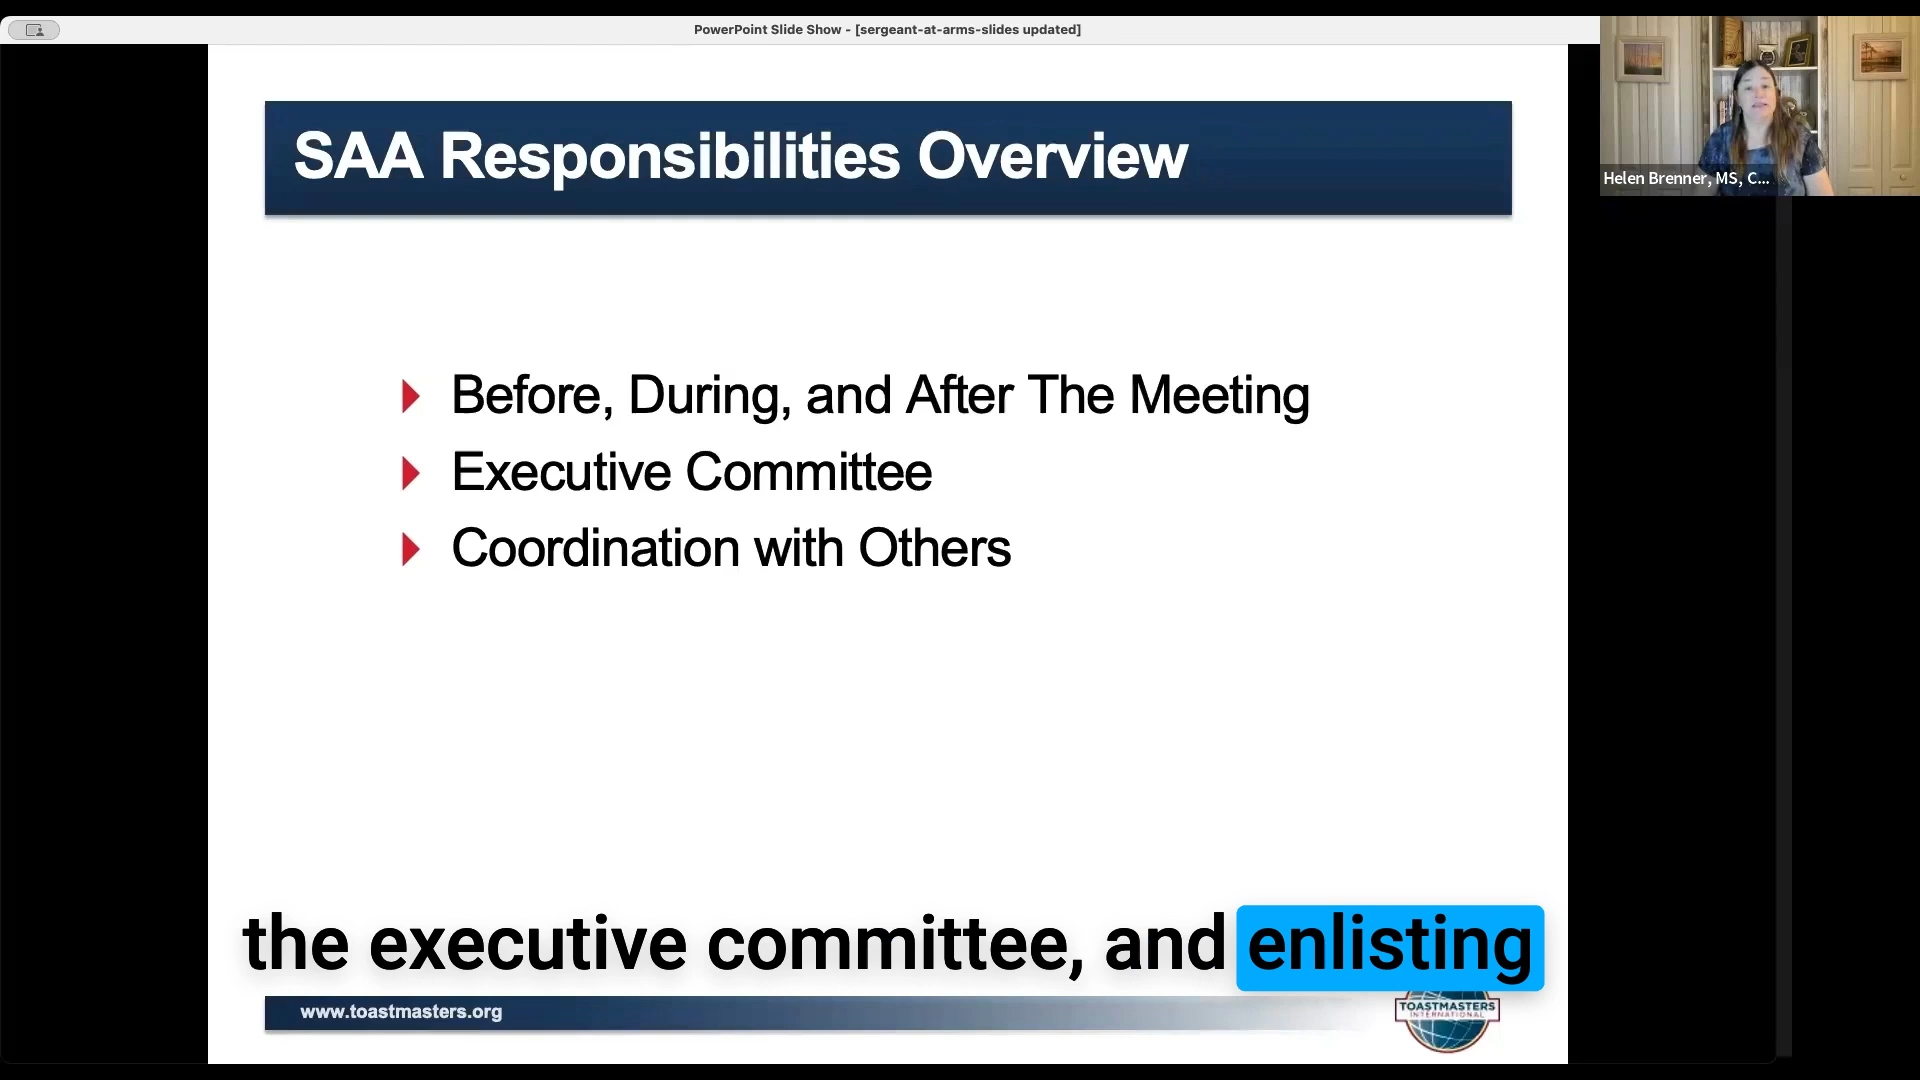 PowerPoint Slide Show - [sergeant-at-arms-slides updated]
Helen Brenner, MS, C...
SAA Responsibilities Overview
Before, During, and After The Meeting
Executive Committee
Coordination with Others
the executive committee, and enlisting
www.toastmasters.org
TOASTMASTERS
INTERNATIONAL